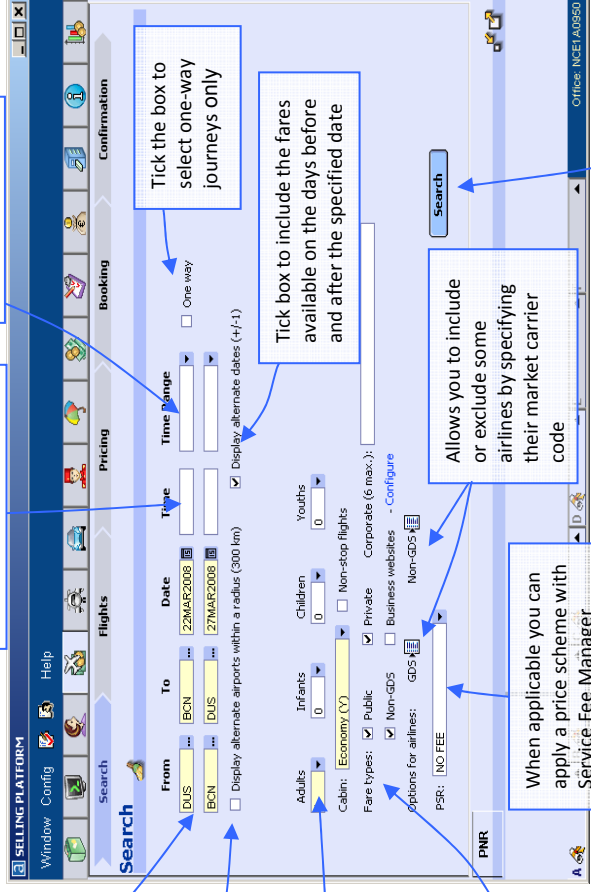 SELLING PLATFORM
Window Config Help
Search Flights Pricing Booking Confirmation
Search
From To Date Time Time Range
DUS BCN 22MAR2008 One way
BCN DUS 27MAR2008
Display alternate airports within a radius (300 km) Display alternate dates (+/-1)
Adults Infants Children Youths
0 0 0
Cabin: Economy (Y) Non-stop flights
Fare types: Public Private Corporate (6 max.):
Non-GDS Business websites - Configure
Options for airlines: GDS Non-GDS
PSR: NO FEE
Search
PNR
Tick the box to
select one-way
journeys only
Tick box to include the fares
available on the days before
and after the specified date
Allows you to include
or exclude some
airlines by specifying
their market carrier
code
When applicable you can
apply a price scheme with
Service Fee Manager
A D
Office: NCE1A0950